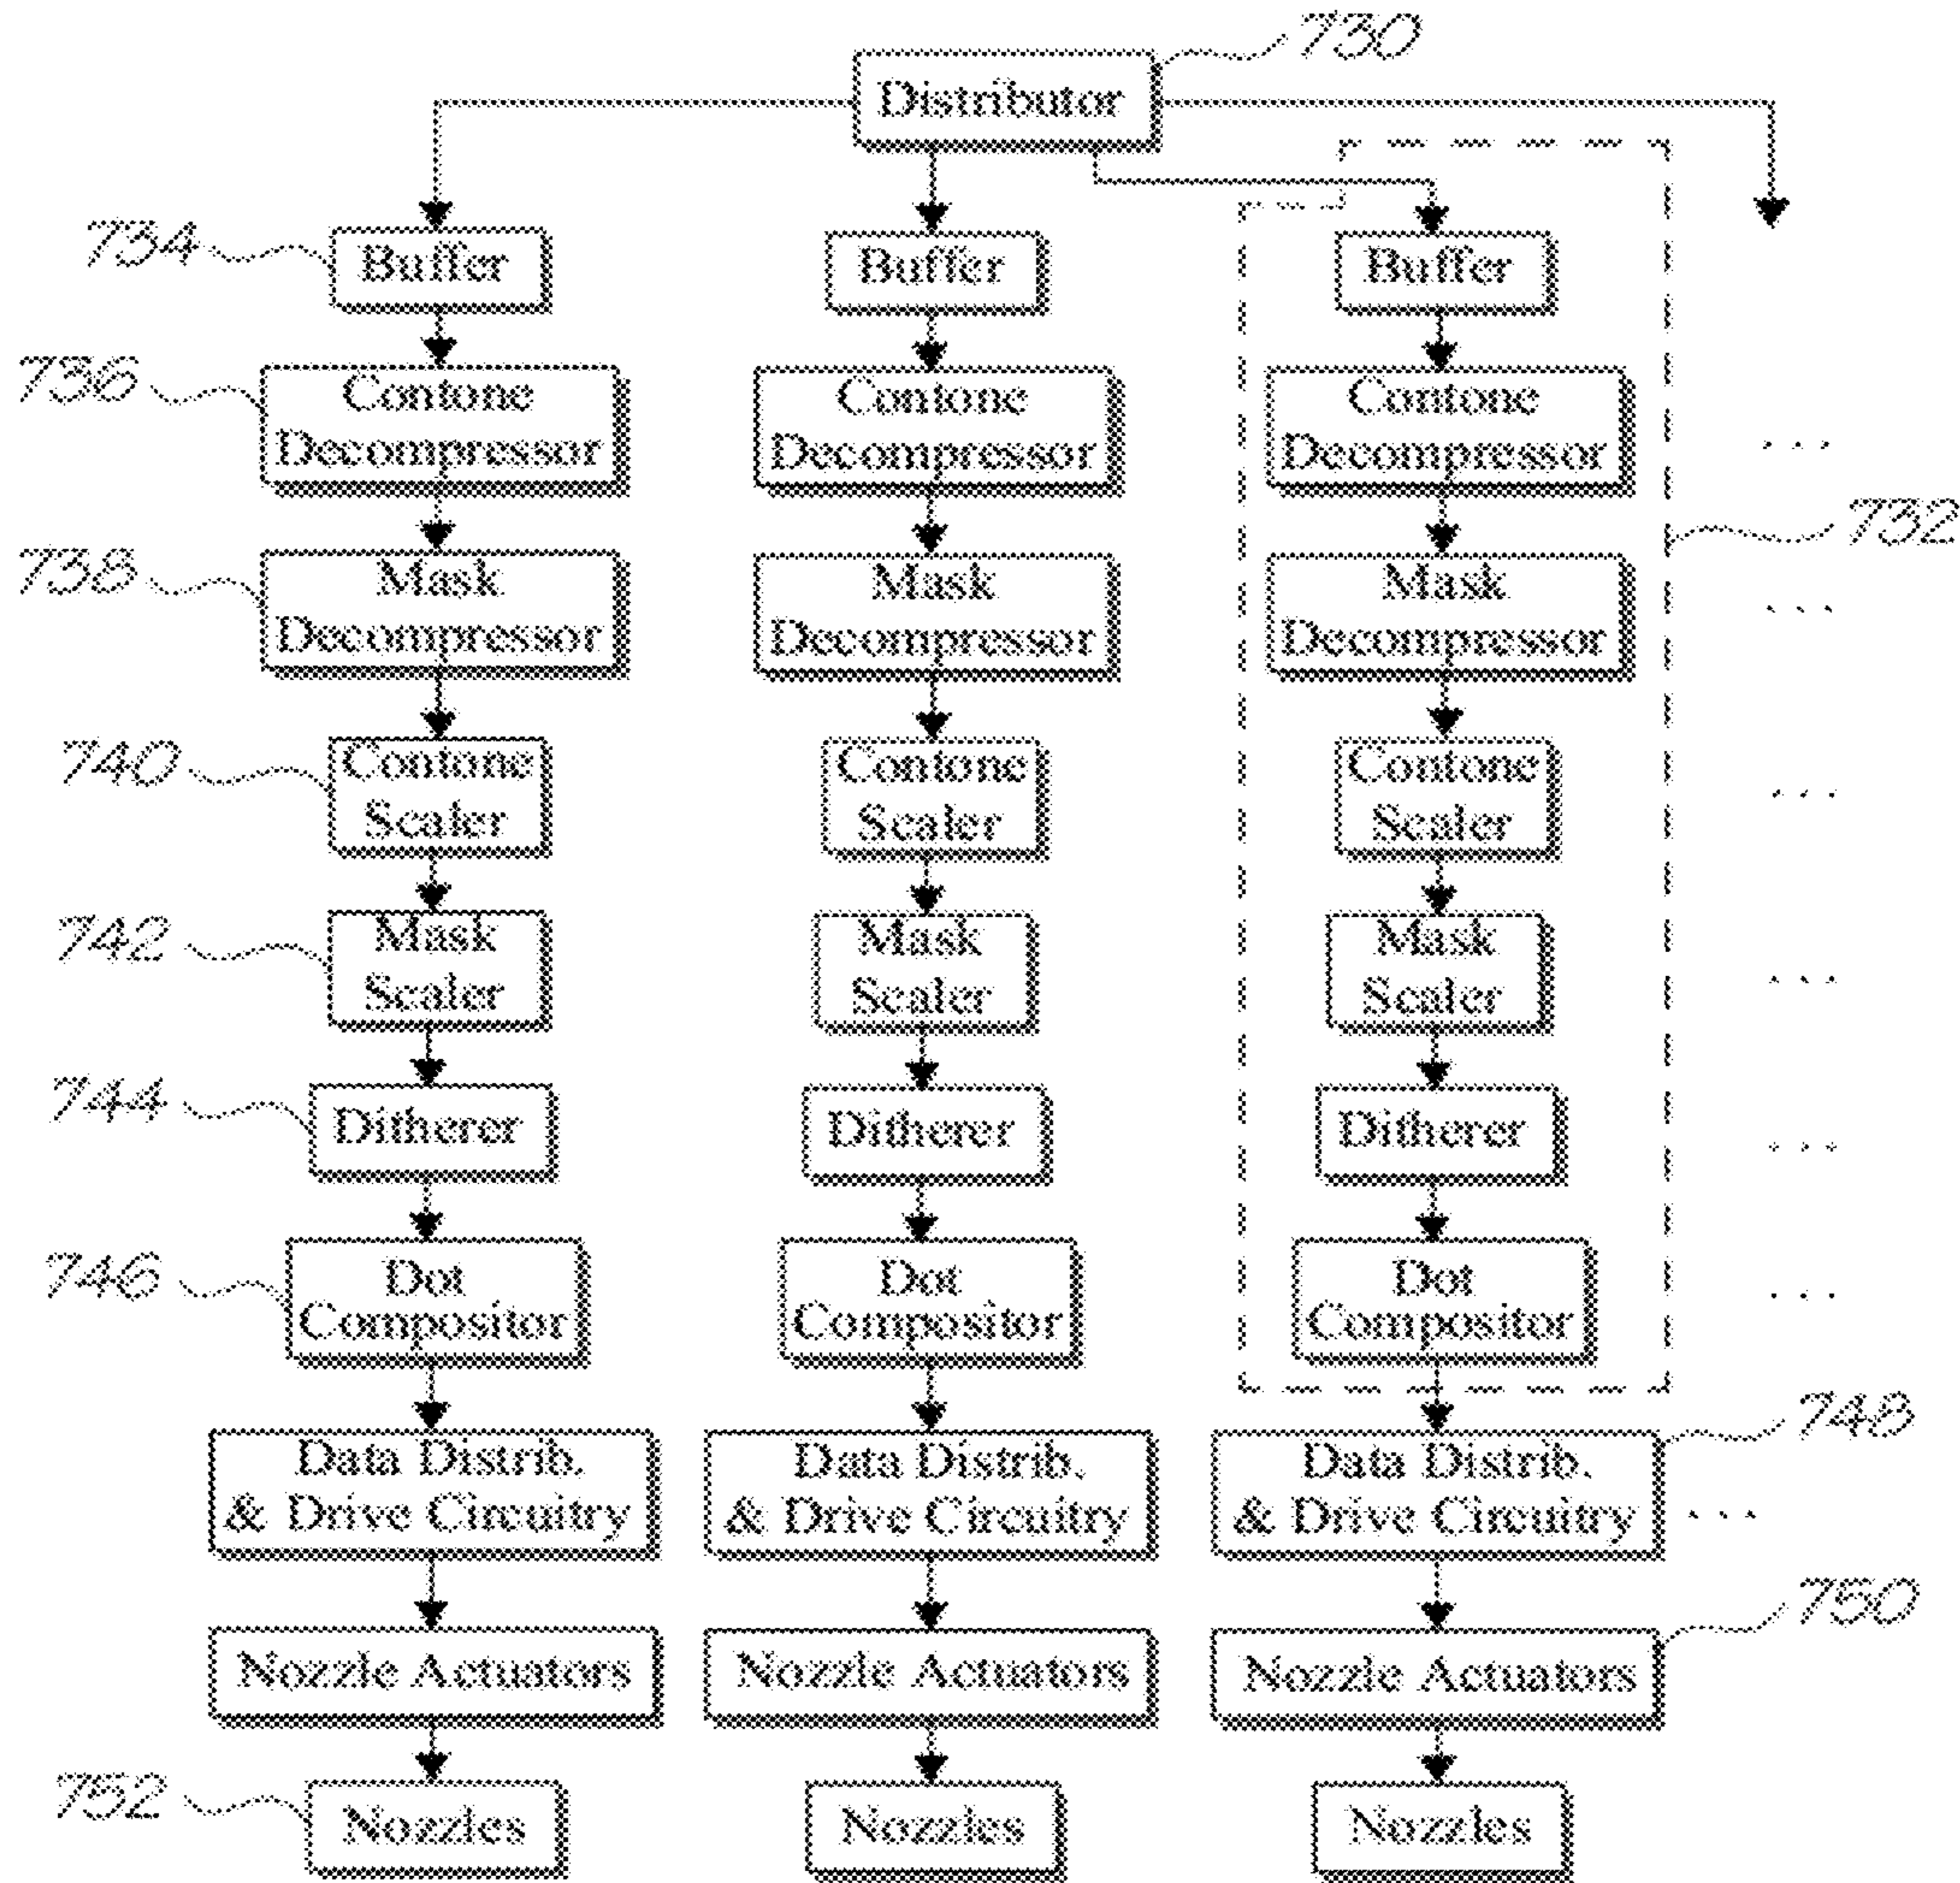 730
Distributor
734
Buffer
Buffer
Buffer
736
Contone
Decompressor
Contone
Decompressor
Contone
Decompressor
. . .
732
738
Mask
Decompressor
Mask
Decompressor
Mask
Decompressor
. . .
740
Contone
Scaler
Contone
Scaler
Contone
Scaler
. . .
742
Mask
Scaler
Mask
Scaler
Mask
Scaler
. . .
744
Ditherer
Ditherer
Ditherer
. . .
746
Dot
Compositor
Dot
Compositor
Dot
Compositor
. . .
748
Data Distrib.
& Drive Circuitry
Data Distrib.
& Drive Circuitry
Data Distrib.
& Drive Circuitry
. . .
750
Nozzle Actuators
Nozzle Actuators
Nozzle Actuators
752
Nozzles
Nozzles
Nozzles